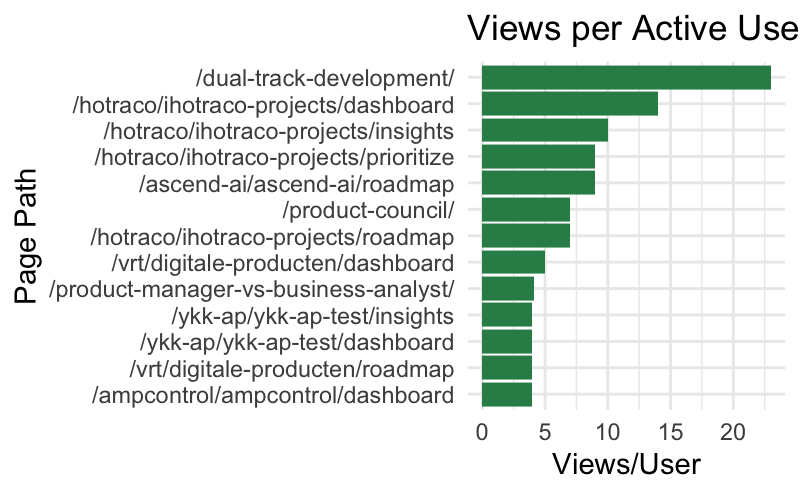 Views per Active Use
/dual-track-development/
/hotraco/ihotraco-projects/dashboard
/hotraco/ihotraco-projects/insights
/hotraco/ihotraco-projects/prioritize
/ascend-ai/ascend-ai/roadmap
/product-council/
/hotraco/ihotraco-projects/roadmap
/vrt/digitale-producten/dashboard
/product-manager-vs-business-analyst/
/ykk-ap/ykk-ap-test/insights
/ykk-ap/ykk-ap-test/dashboard
/vrt/digitale-producten/roadmap
/ampcontrol/ampcontrol/dashboard
Page Path
0 5 10 15 20
Views/User